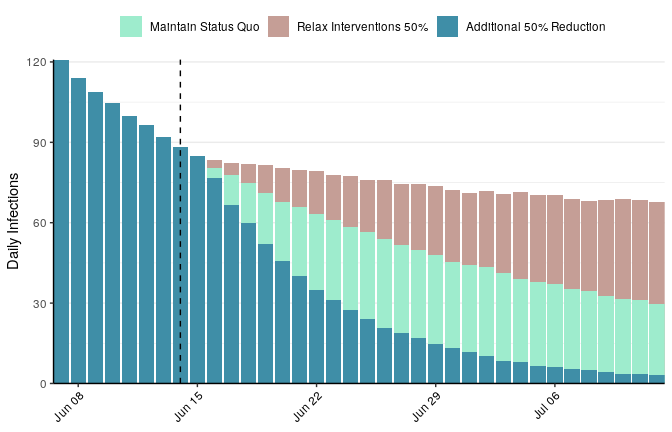 Maintain Status Quo Relax Interventions 50% Additional 50% Reduction
Daily Infections
120
90
60
30
0
Jun 08 Jun 15 Jun 22 Jun 29 Jul 06